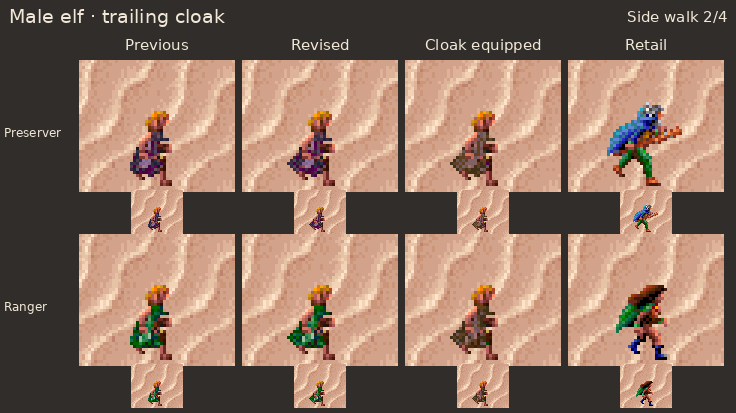 Male elf · trailing cloak
Side walk 2/4
Previous
Revised
Cloak equipped
Retail
Preserver
Ranger